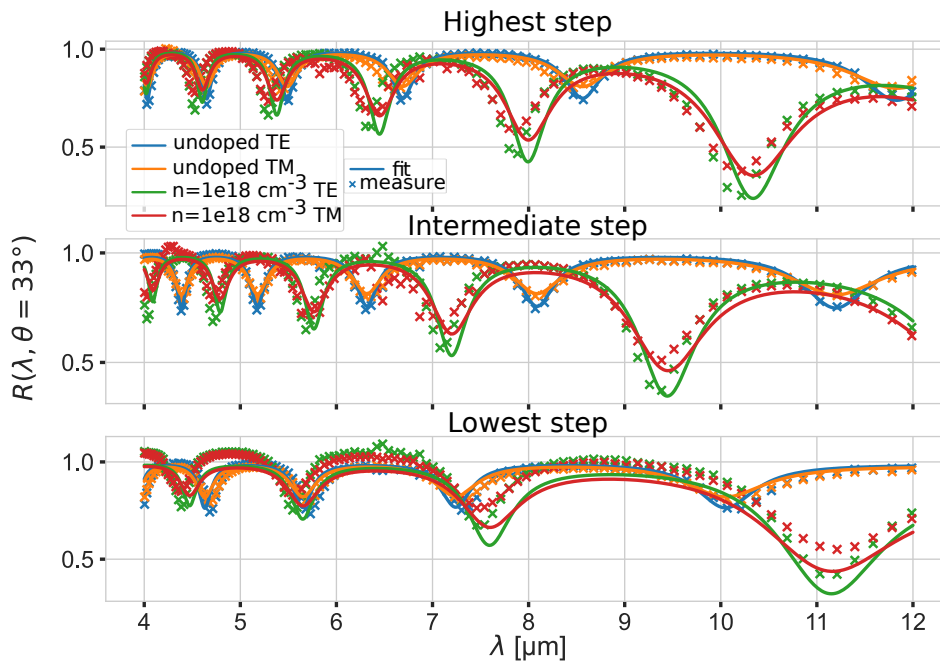 Highest step
1.0
0.5
undoped TE
undoped TM
n=1e18 cm⁻³ TE
n=1e18 cm⁻³ TM
fit
measure
Intermediate step
1.0
0.5
R(λ, θ = 33°)
Lowest step
1.0
0.5
4 5 6 7 8 9 10 11 12
λ [μm]